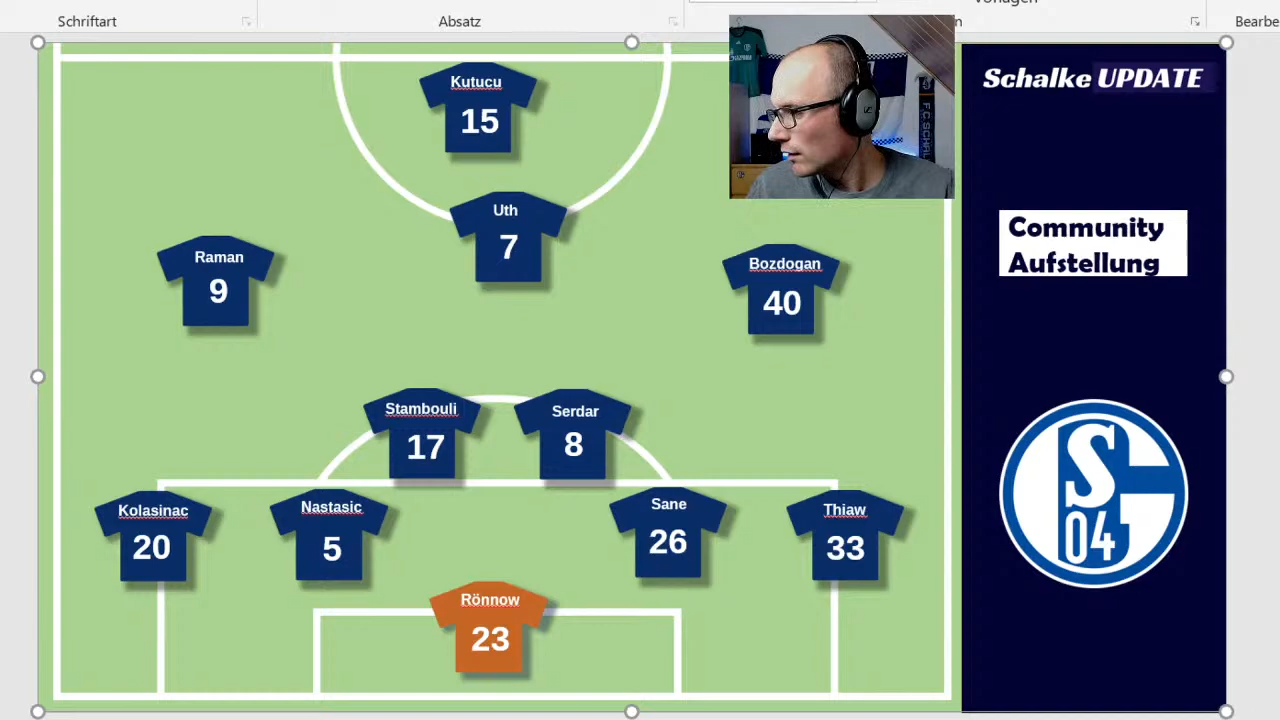 Vorlagen
Schriftart
Absatz
Bearbe
Schalke UPDATE
Kutucu
15
Uth
7
Raman
9
Bozdogan
40
Community
Aufstellung
Stambouli
17
Serdar
8
Kolasinac
20
Nastasic
5
Sane
26
Thiaw
33
Rönnow
23
S
04